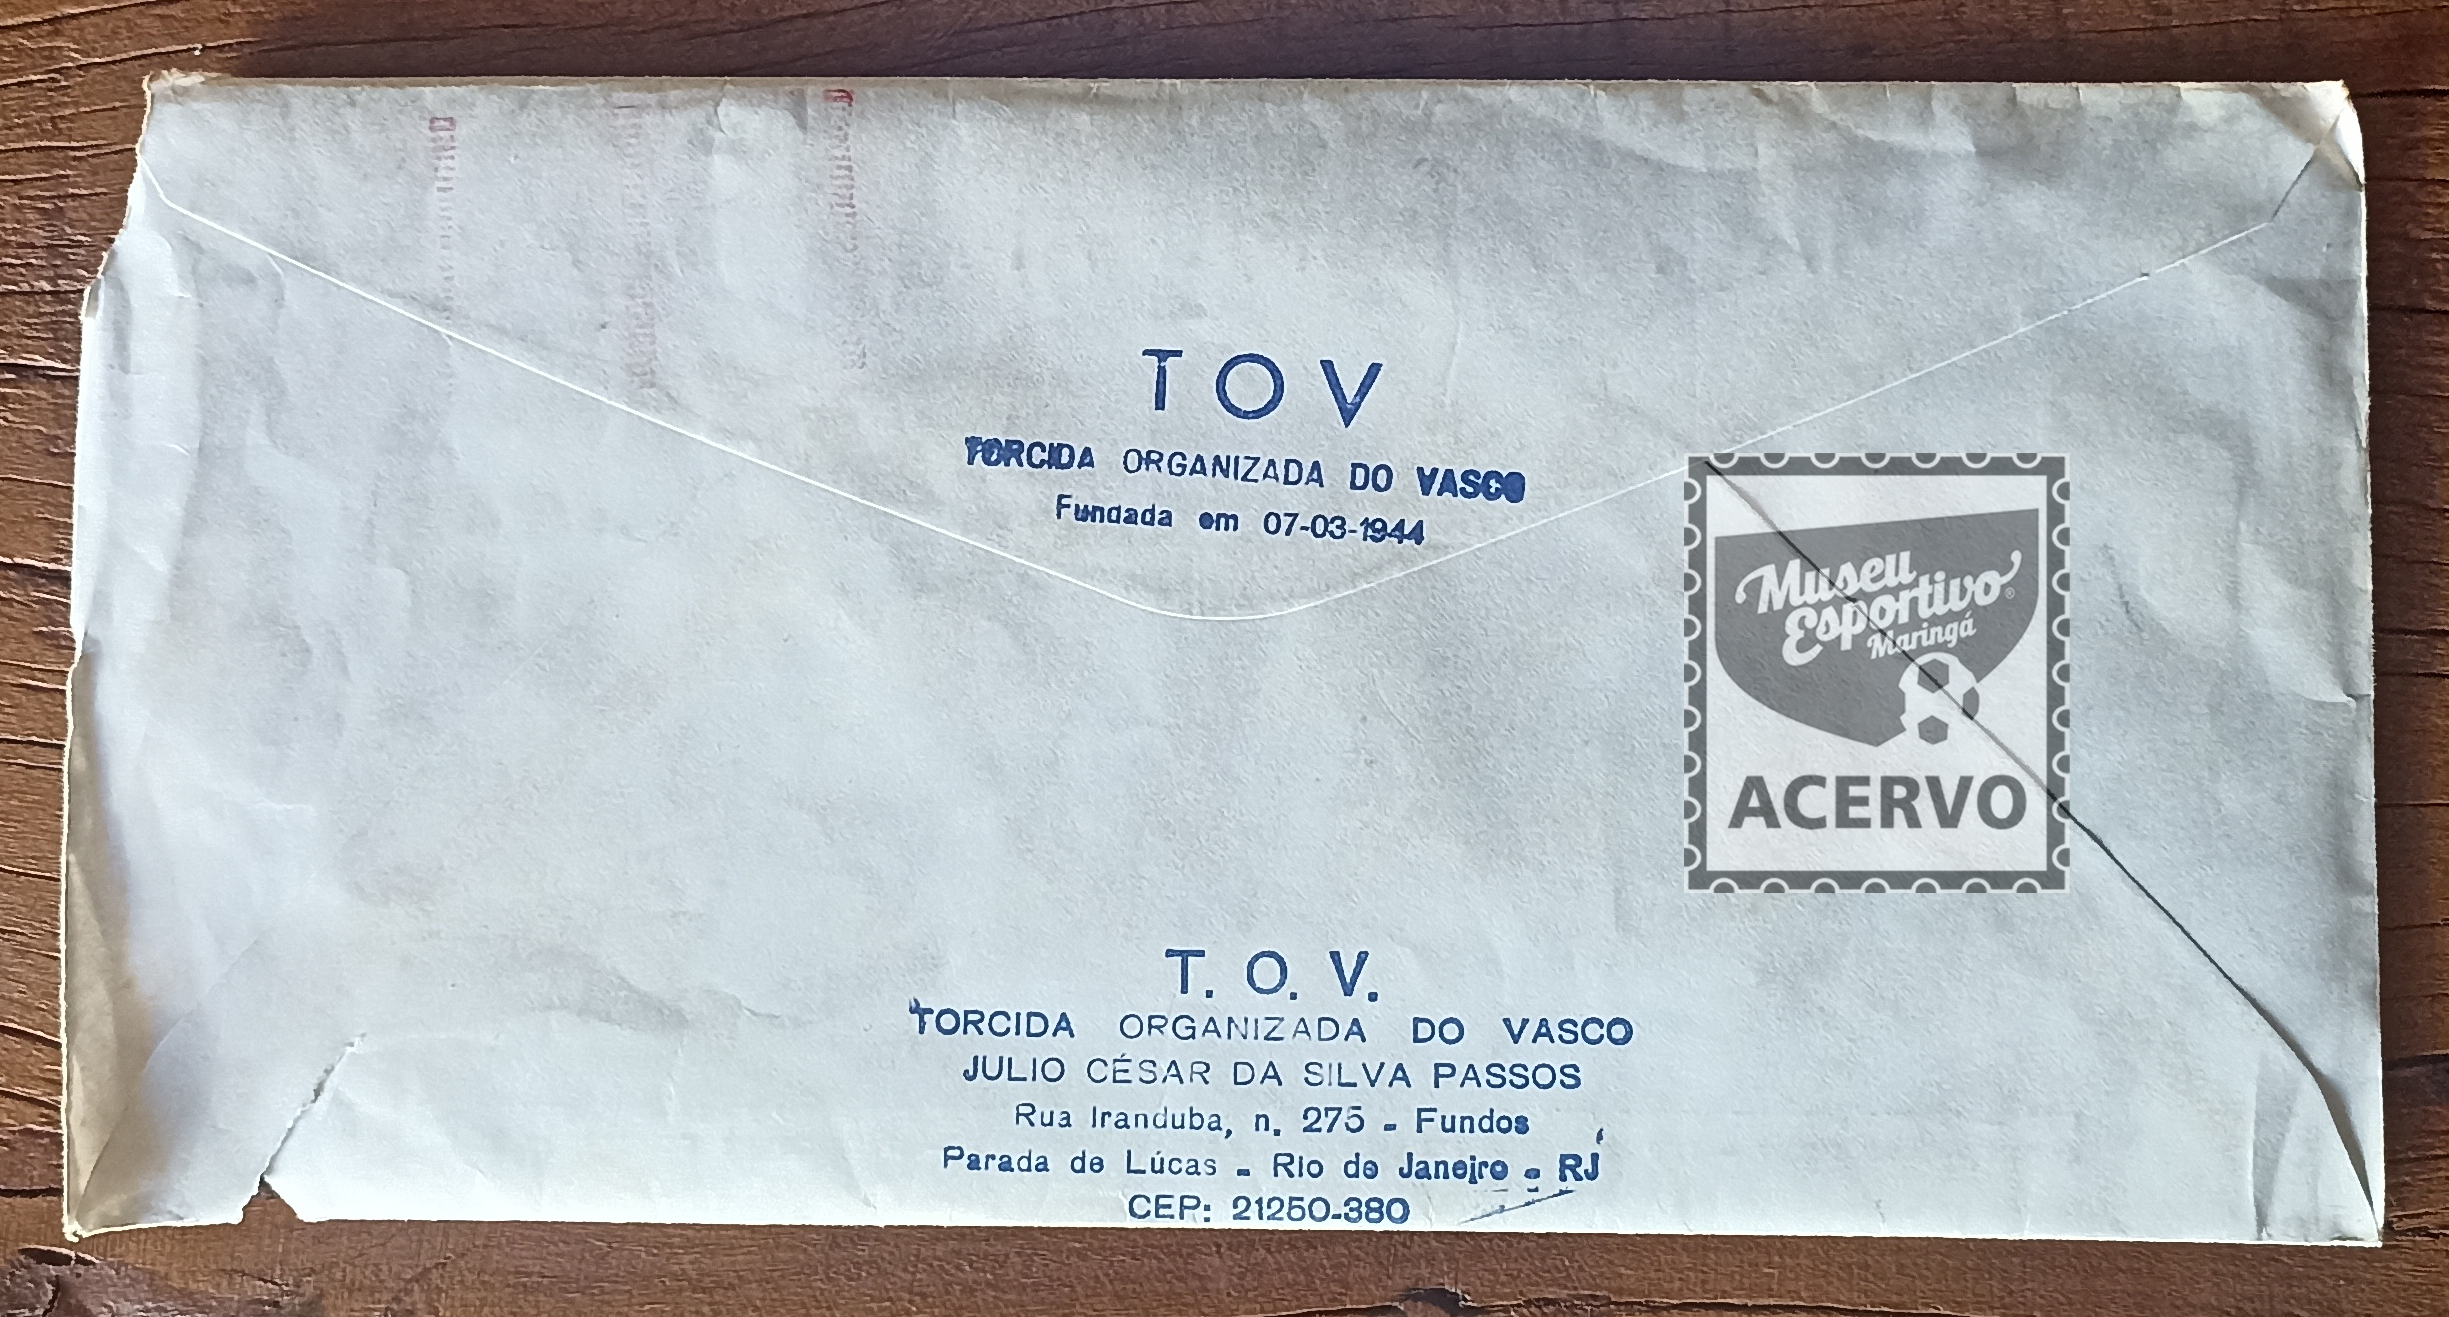 T O V
TORCIDA ORGANIZADA DO VASCO
Fundada em 07-03-1944
Museu
Esportivo®
Maringá
ACERVO
T. O. V.
TORCIDA ORGANIZADA DO VASCO
JULIO CÉSAR DA SILVA PASSOS
Rua Iranduba, n. 275 - Fundos
Parada de Lúcas - Rio de Janeiro - RJ
CEP: 21250-380